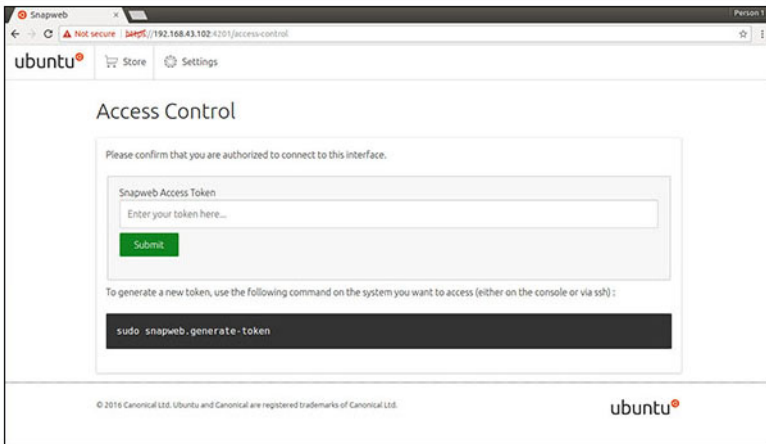 Snapweb
Person 1
Not secure https://192.168.43.102:4201/access-control
ubuntu Store Settings
Access Control
Please confirm that you are authorized to connect to this interface.
Snapweb Access Token
Enter your token here...
Submit
To generate a new token, use the following command on the system you want to access (either on the console or via ssh) :
sudo snapweb.generate-token
© 2016 Canonical Ltd. Ubuntu and Canonical are registered trademarks of Canonical Ltd.
ubuntu